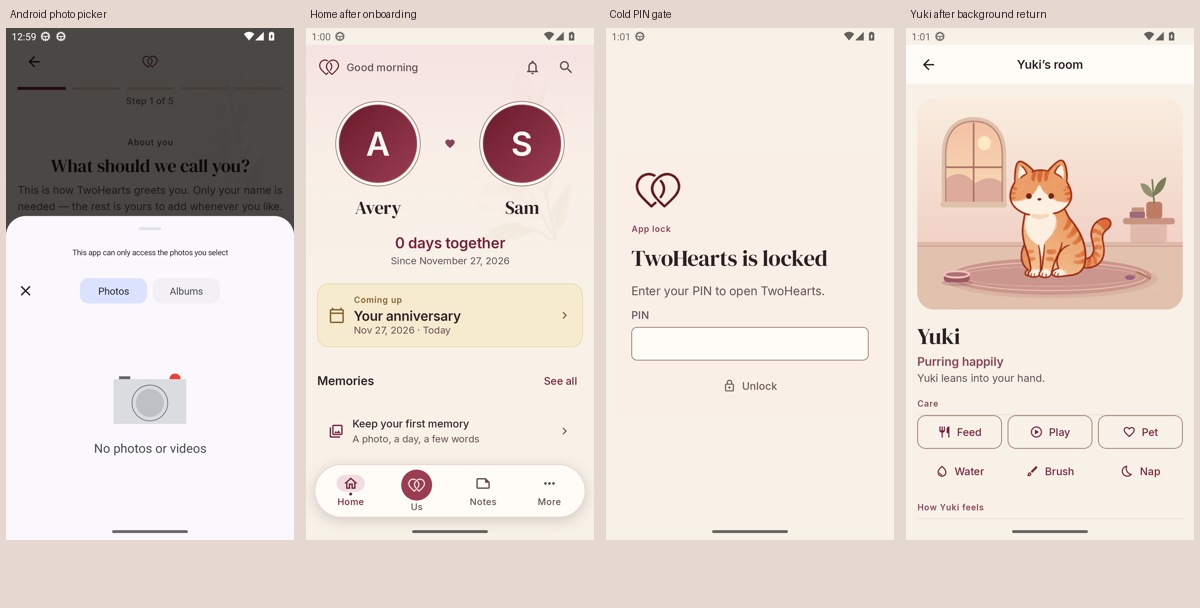 Android photo picker
12:59
Step 1 of 5
About you
What should we call you?
This is how TwoHearts greets you. Only your name is
needed — the rest is yours to add whenever you like.
This app can only access the photos you select
Photos
Albums
No photos or videos
Home after onboarding
1:00
Good morning
A
S
Avery
Sam
0 days together
Since November 27, 2026
Coming up
Your anniversary
Nov 27, 2026 · Today
Memories
See all
Keep your first memory
A photo, a day, a few words
Home
Us
Notes
More
Cold PIN gate
1:01
App lock
TwoHearts is locked
Enter your PIN to open TwoHearts.
PIN
Unlock
Yuki after background return
1:01
Yuki's room
Yuki
Purring happily
Yuki leans into your hand.
Care
Feed
Play
Pet
Water
Brush
Nap
How Yuki feels